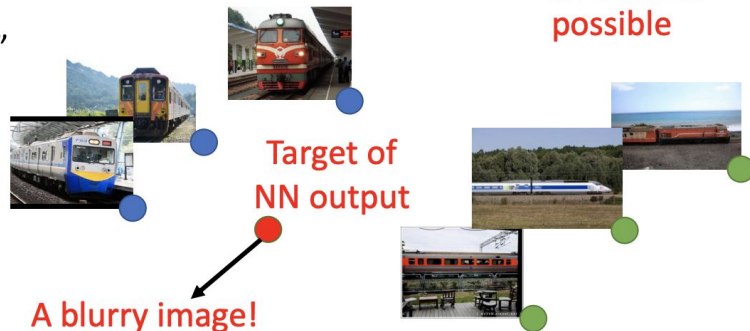 ”
possible
Target of
NN output
A blurry image!